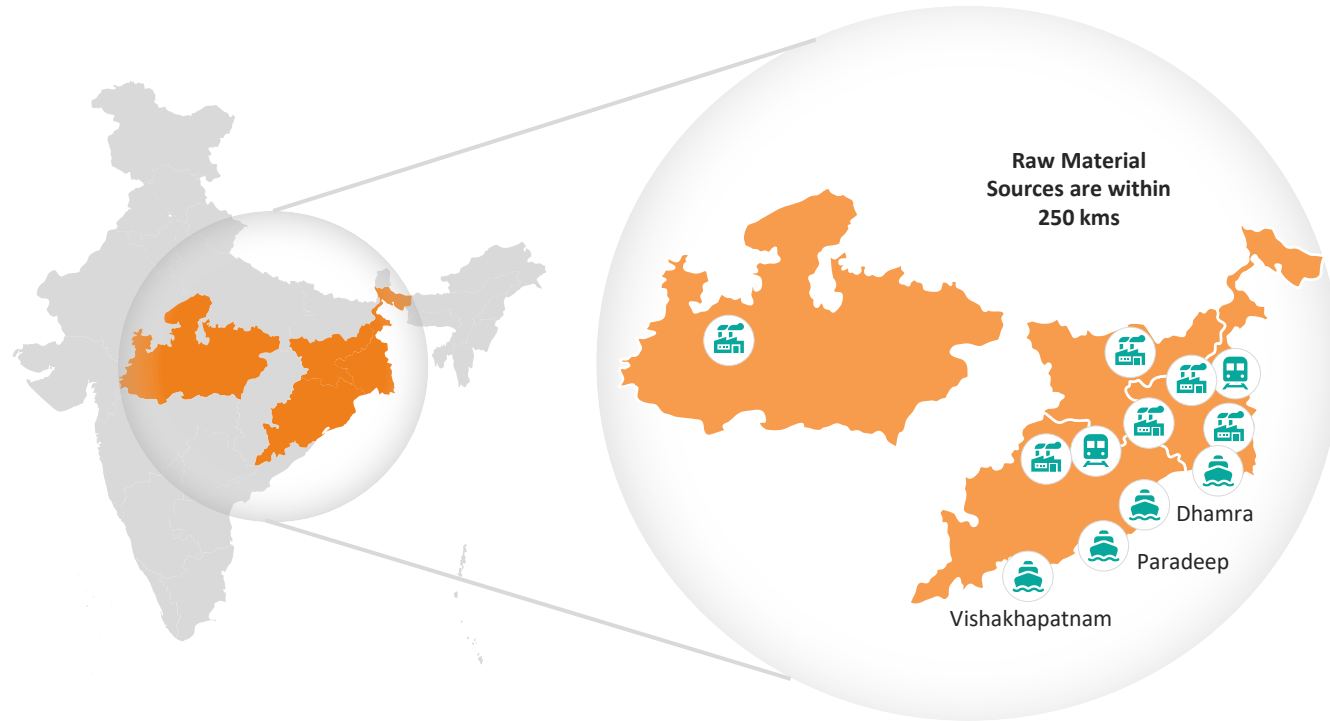 Raw Material
Sources are within
250 kms
Dhamra
Paradeep
Vishakhapatnam